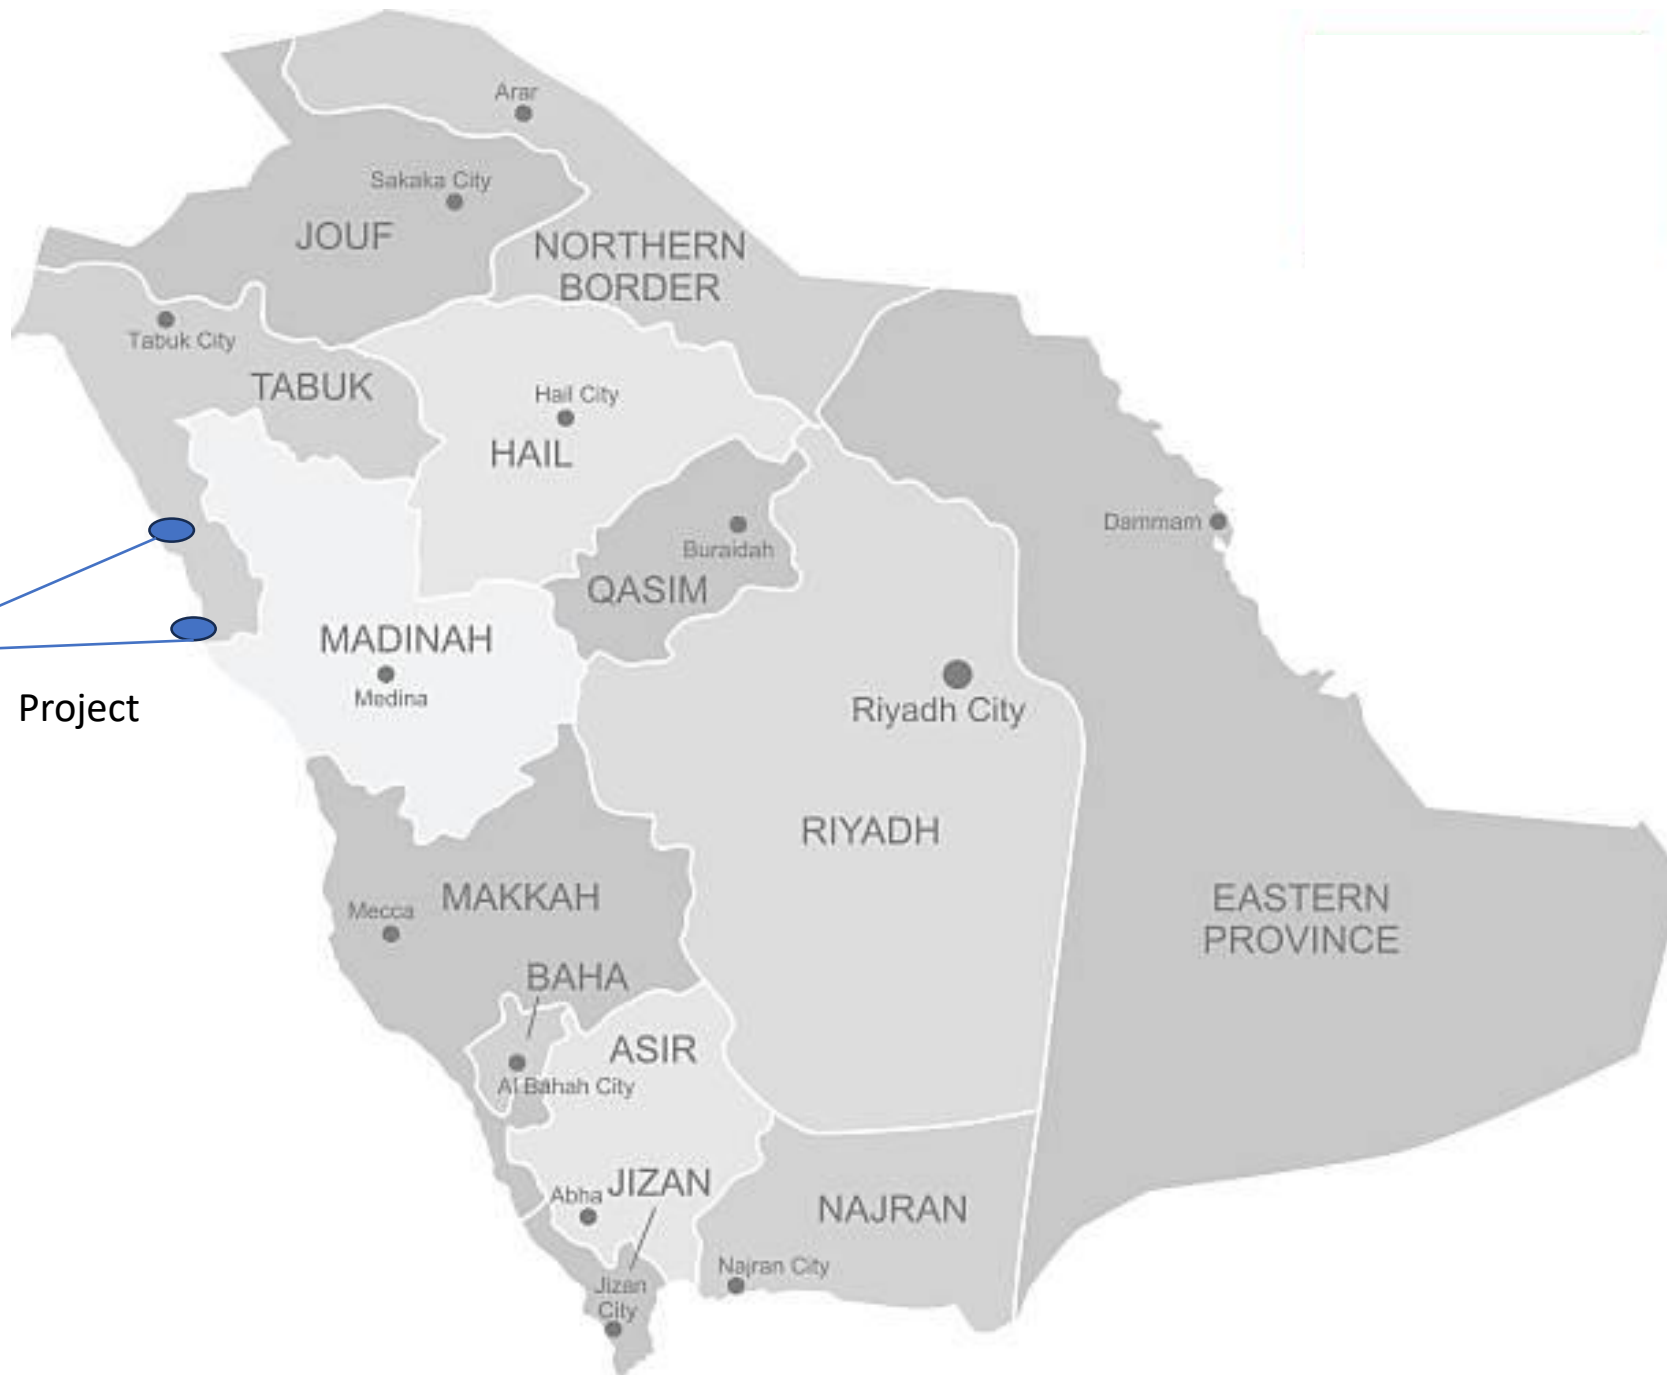 Arar
Sakaka City
JOUF
NORTHERN
BORDER
Tabuk City
TABUK
Hail City
HAIL
Dammam
Buraidah
QASIM
MADINAH
Medina
Project
Riyadh City
RIYADH
MAKKAH
Mecca
EASTERN
PROVINCE
BAHA
ASIR
Al Bahah City
JIZAN
Abha
NAJRAN
Najran City
Jizan
City